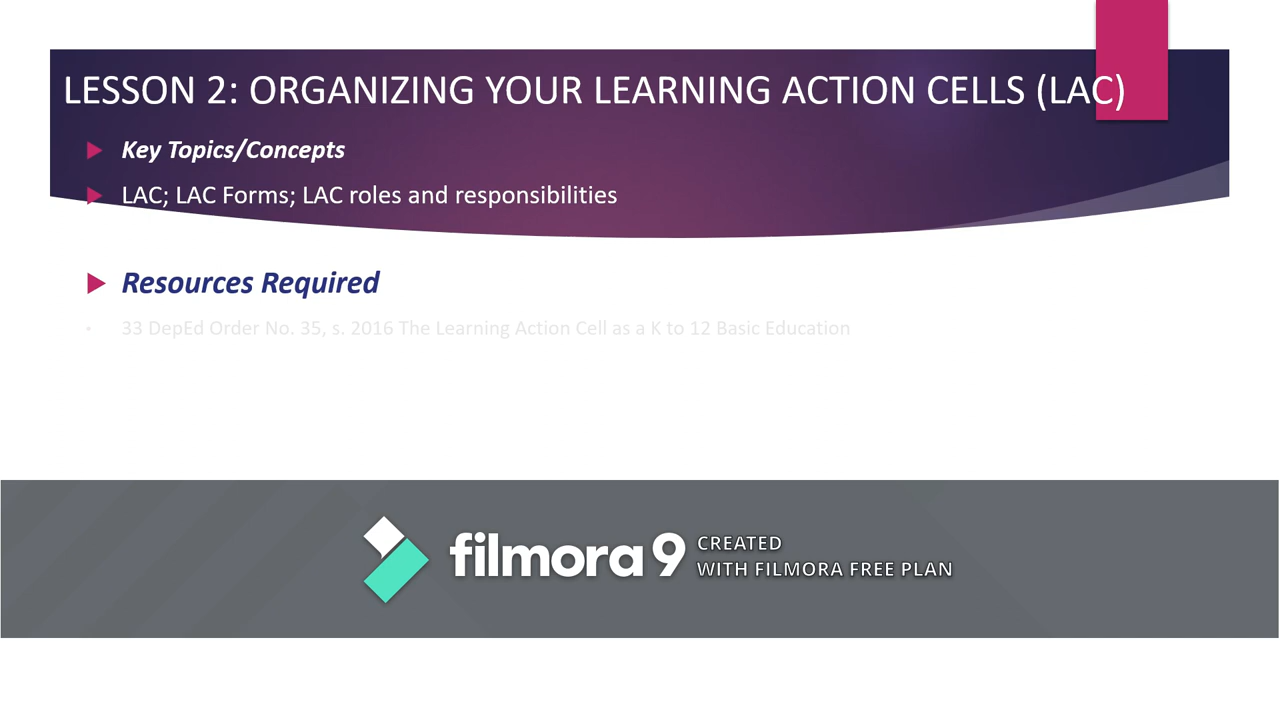 LESSON 2: ORGANIZING YOUR LEARNING ACTION CELLS (LAC)
Key Topics/Concepts
LAC; LAC Forms; LAC roles and responsibilities
Resources Required
33 DepEd Order No. 35, s. 2016 The Learning Action Cell as a K to 12 Basic Education
filmora 9
CREATED
WITH FILMORA FREE PLAN